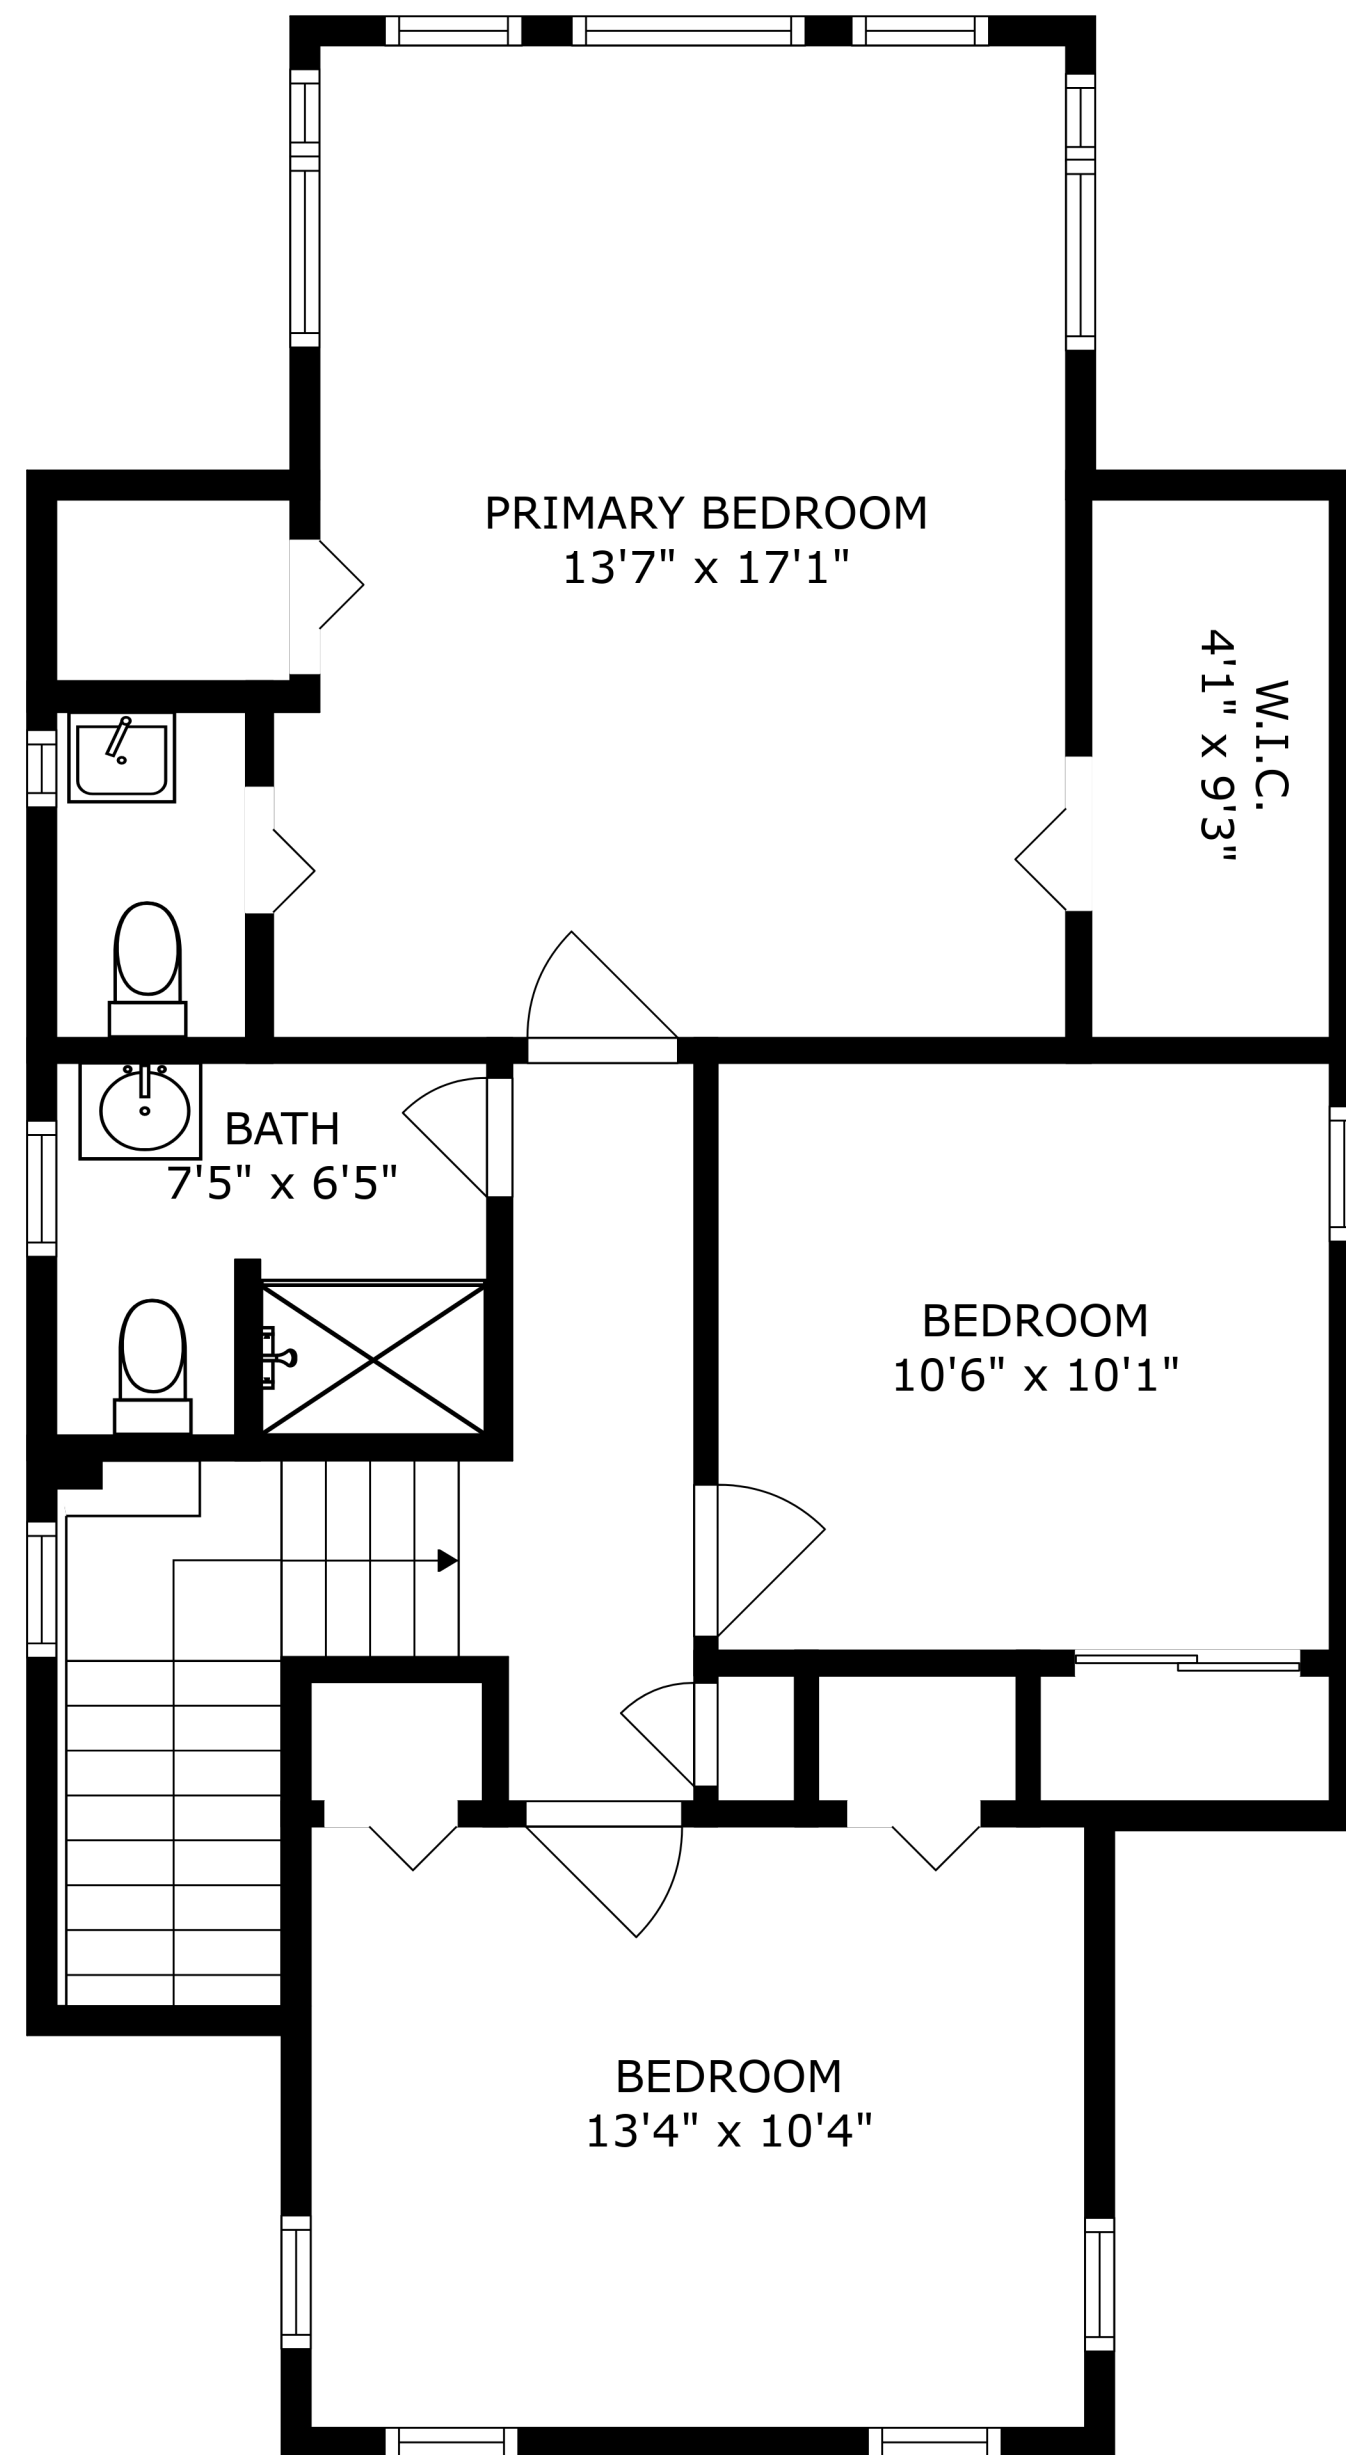 PRIMARY BEDROOM
13'7" x 17'1"
W.I.C.
4'1" x 9'3"
BATH
7'5" x 6'5"
BEDROOM
10'6" x 10'1"
BEDROOM
13'4" x 10'4"